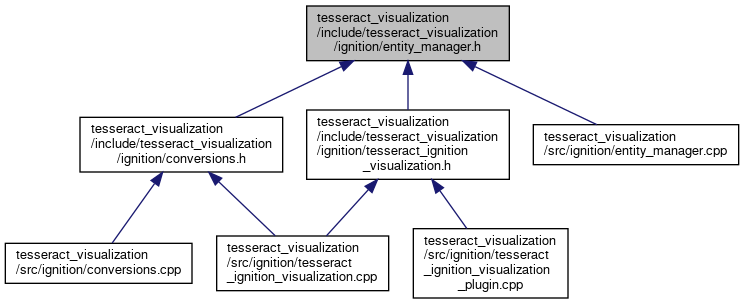 tesseract_visualization
/include/tesseract_visualization
/ignition/entity_manager.h
tesseract_visualization
/include/tesseract_visualization
/ignition/conversions.h
tesseract_visualization
/include/tesseract_visualization
/ignition/tesseract_ignition
_visualization.h
tesseract_visualization
/src/ignition/entity_manager.cpp
tesseract_visualization
/src/ignition/conversions.cpp
tesseract_visualization
/src/ignition/tesseract
_ignition_visualization.cpp
tesseract_visualization
/src/ignition/tesseract
_ignition_visualization
_plugin.cpp